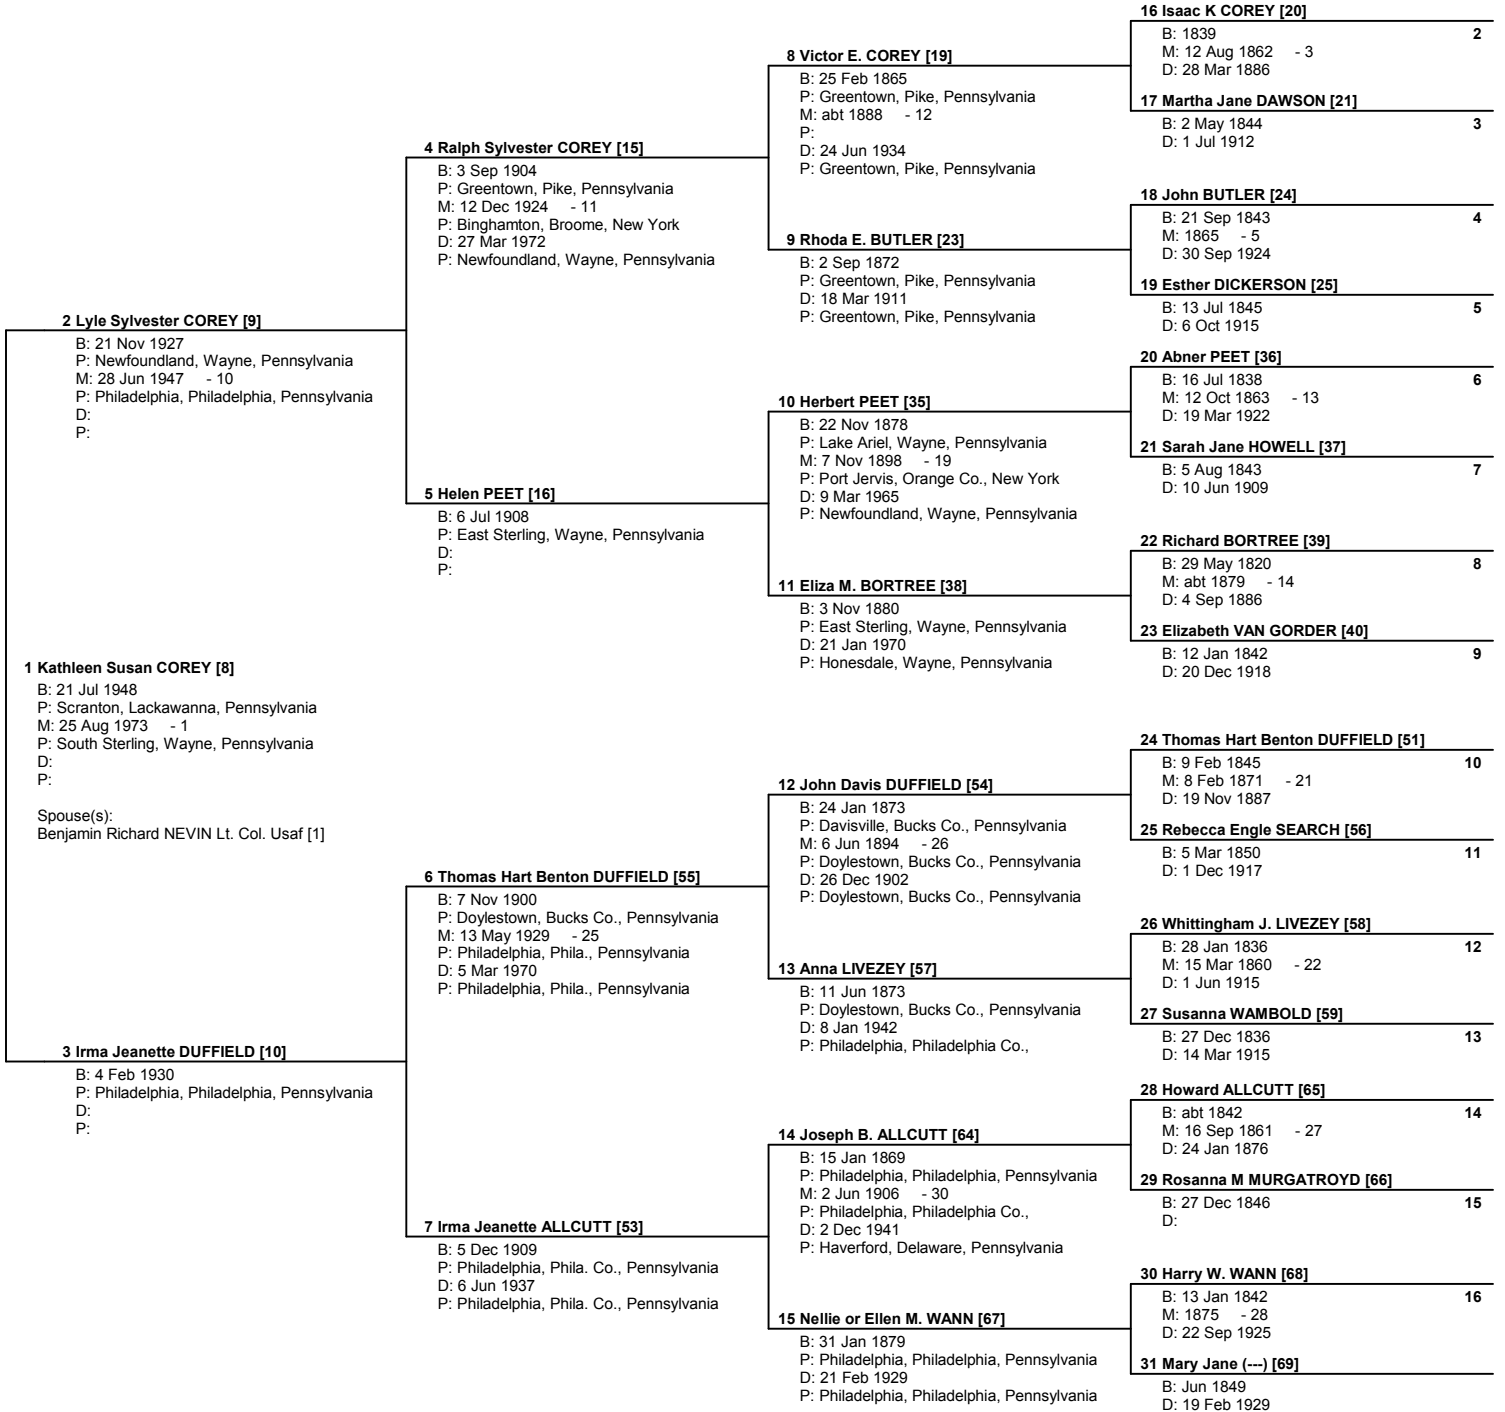 16 Isaac K COREY [20]
B: 1839 2
M: 12 Aug 1862 - 3
D: 28 Mar 1886
8 Victor E. COREY [19]
B: 25 Feb 1865
P: Greentown, Pike, Pennsylvania
M: abt 1888 - 12
P:
D: 24 Jun 1934
P: Greentown, Pike, Pennsylvania
17 Martha Jane DAWSON [21]
B: 2 May 1844 3
D: 1 Jul 1912
4 Ralph Sylvester COREY [15]
B: 3 Sep 1904
P: Greentown, Pike, Pennsylvania
M: 12 Dec 1924 - 11
P: Binghamton, Broome, New York
D: 27 Mar 1972
P: Newfoundland, Wayne, Pennsylvania
18 John BUTLER [24]
B: 21 Sep 1843 4
M: 1865 - 5
D: 30 Sep 1924
9 Rhoda E. BUTLER [23]
B: 2 Sep 1872
P: Greentown, Pike, Pennsylvania
D: 18 Mar 1911
P: Greentown, Pike, Pennsylvania
19 Esther DICKERSON [25]
B: 13 Jul 1845 5
D: 6 Oct 1915
2 Lyle Sylvester COREY [9]
B: 21 Nov 1927
P: Newfoundland, Wayne, Pennsylvania
M: 28 Jun 1947 - 10
P: Philadelphia, Philadelphia, Pennsylvania
D:
P:
20 Abner PEET [36]
B: 16 Jul 1838 6
M: 12 Oct 1863 - 13
D: 19 Mar 1922
10 Herbert PEET [35]
B: 22 Nov 1878
P: Lake Ariel, Wayne, Pennsylvania
M: 7 Nov 1898 - 19
P: Port Jervis, Orange Co., New York
D: 9 Mar 1965
P: Newfoundland, Wayne, Pennsylvania
21 Sarah Jane HOWELL [37]
B: 5 Aug 1843 7
D: 10 Jun 1909
5 Helen PEET [16]
B: 6 Jul 1908
P: East Sterling, Wayne, Pennsylvania
D:
P:
22 Richard BORTREE [39]
B: 29 May 1820 8
M: abt 1879 - 14
D: 4 Sep 1886
11 Eliza M. BORTREE [38]
B: 3 Nov 1880
P: East Sterling, Wayne, Pennsylvania
D: 21 Jan 1970
P: Honesdale, Wayne, Pennsylvania
23 Elizabeth VAN GORDER [40]
B: 12 Jan 1842 9
D: 20 Dec 1918
1 Kathleen Susan COREY [8]
B: 21 Jul 1948
P: Scranton, Lackawanna, Pennsylvania
M: 25 Aug 1973 - 1
P: South Sterling, Wayne, Pennsylvania
D:
P:
Spouse(s):
Benjamin Richard NEVIN Lt. Col. Usaf [1]
24 Thomas Hart Benton DUFFIELD [51]
B: 9 Feb 1845 10
M: 8 Feb 1871 - 21
D: 19 Nov 1887
12 John Davis DUFFIELD [54]
B: 24 Jan 1873
P: Davisville, Bucks Co., Pennsylvania
M: 6 Jun 1894 - 26
P: Doylestown, Bucks Co., Pennsylvania
D: 26 Dec 1902
P: Doylestown, Bucks Co., Pennsylvania
25 Rebecca Engle SEARCH [56]
B: 5 Mar 1850 11
D: 1 Dec 1917
6 Thomas Hart Benton DUFFIELD [55]
B: 7 Nov 1900
P: Doylestown, Bucks Co., Pennsylvania
M: 13 May 1929 - 25
P: Philadelphia, Phila., Pennsylvania
D: 5 Mar 1970
P: Philadelphia, Phila., Pennsylvania
26 Whittingham J. LIVEZEY [58]
B: 28 Jan 1836 12
M: 15 Mar 1860 - 22
D: 1 Jun 1915
13 Anna LIVEZEY [57]
B: 11 Jun 1873
P: Doylestown, Bucks Co., Pennsylvania
D: 8 Jan 1942
P: Philadelphia, Philadelphia Co.,
27 Susanna WAMBOLD [59]
B: 27 Dec 1836 13
D: 14 Mar 1915
3 Irma Jeanette DUFFIELD [10]
B: 4 Feb 1930
P: Philadelphia, Philadelphia, Pennsylvania
D:
P:
28 Howard ALLCUTT [65]
B: abt 1842 14
M: 16 Sep 1861 - 27
D: 24 Jan 1876
14 Joseph B. ALLCUTT [64]
B: 15 Jan 1869
P: Philadelphia, Philadelphia, Pennsylvania
M: 2 Jun 1906 - 30
P: Philadelphia, Philadelphia Co.,
D: 2 Dec 1941
P: Haverford, Delaware, Pennsylvania
29 Rosanna M MURGATROYD [66]
B: 27 Dec 1846 15
D:
7 Irma Jeanette ALLCUTT [53]
B: 5 Dec 1909
P: Philadelphia, Phila. Co., Pennsylvania
D: 6 Jun 1937
P: Philadelphia, Phila. Co., Pennsylvania
30 Harry W. WANN [68]
B: 13 Jan 1842 16
M: 1875 - 28
D: 22 Sep 1925
15 Nellie or Ellen M. WANN [67]
B: 31 Jan 1879
P: Philadelphia, Philadelphia, Pennsylvania
D: 21 Feb 1929
P: Philadelphia, Philadelphia, Pennsylvania
31 Mary Jane (---) [69]
B: Jun 1849
D: 19 Feb 1929